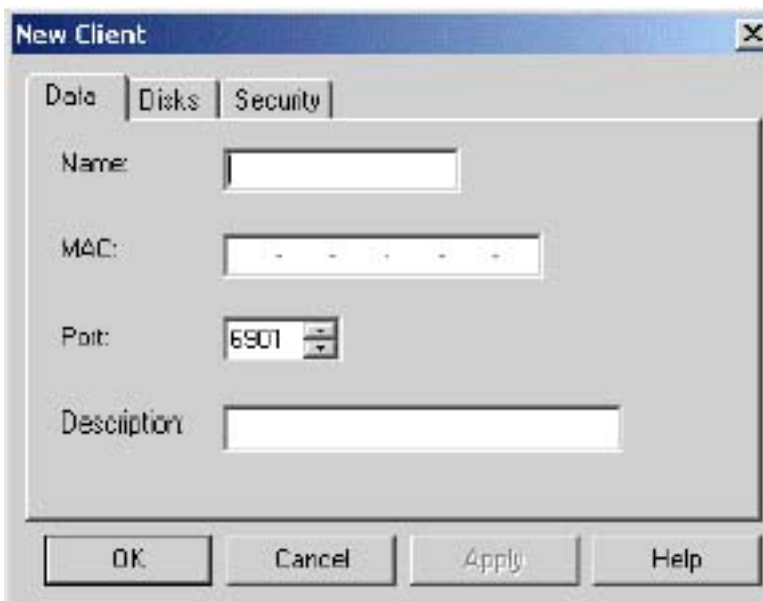 New Client
Data Disks Security
Name:
MAC:
- - - - -
Port: 6901
Description:
OK Cancel Apply Help